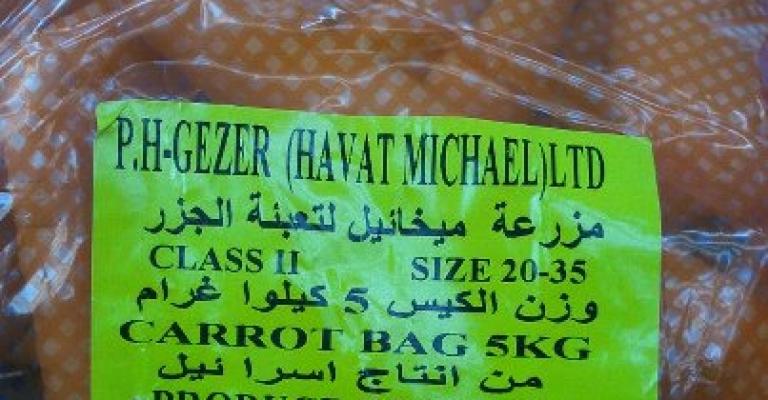 P.H-GEZER (HAVAT MICHAEL)LTD
مزرعة ميخائيل لتعبئة الجزر
CLASS II SIZE 20-35
وزن الكيس 5 كيلوا غرام
CARROT BAG 5KG
من انتاج اسرا ئيل